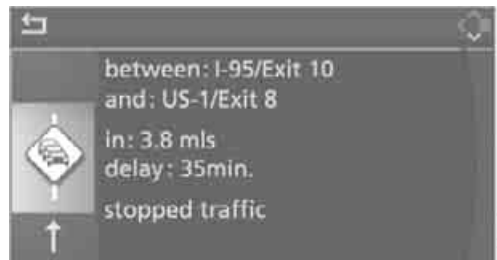 between: I-95/Exit 10
and: US-1/Exit 8
in: 3.8 mls
delay: 35min.
stopped traffic